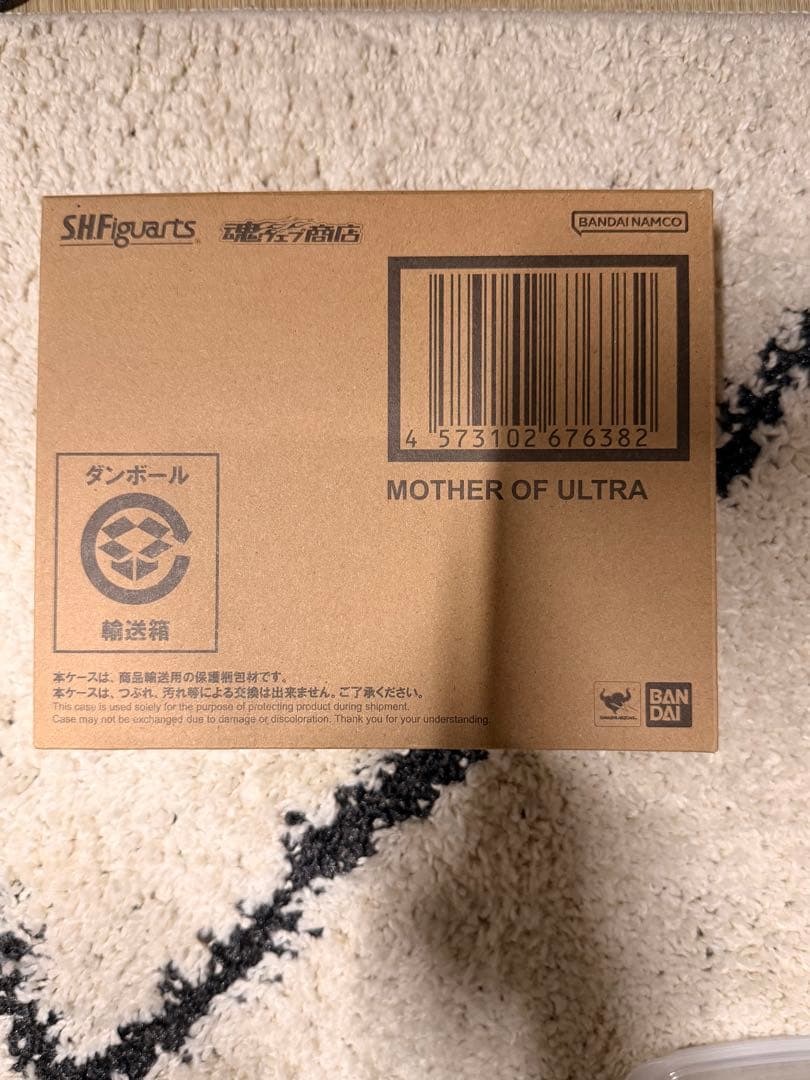 S.H.Figuarts
魂ウェブ商店
BANDAI NAMCO
4 573102 676382
MOTHER OF ULTRA
ダンボール
輸送箱
本ケースは、商品輸送用の保護梱包材です。
本ケースは、つぶれ、汚れ等による交換は出来ません。ご了承ください。
This case is used solely for the purpose of protecting product during shipment.
Case may not be exchanged due to damage or discoloration. Thank you for your understanding.
BAN
DAI